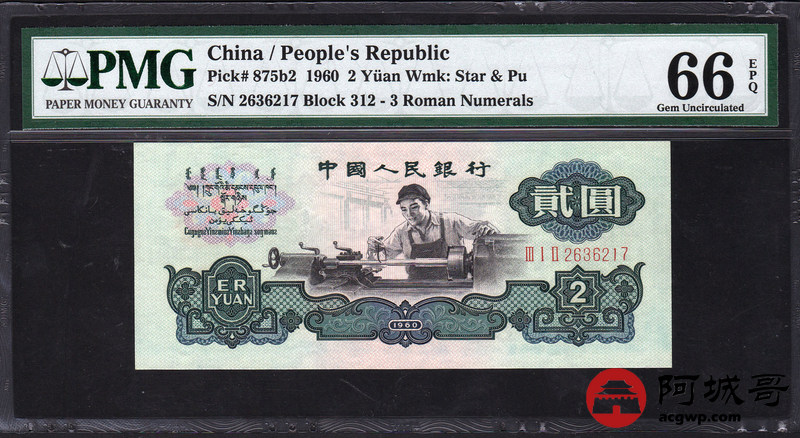 PMG
PAPER MONEY GUARANTY
China / People's Republic
Pick# 875b2 1960 2 Yüan Wmk: Star & Pu
S/N 2636217 Block 312 - 3 Roman Numerals
66 EPQ
Gem Uncirculated
中國人民銀行
貳圓
III I II 2636217
ER
YUAN
1960
2
阿城哥
acgwp.com